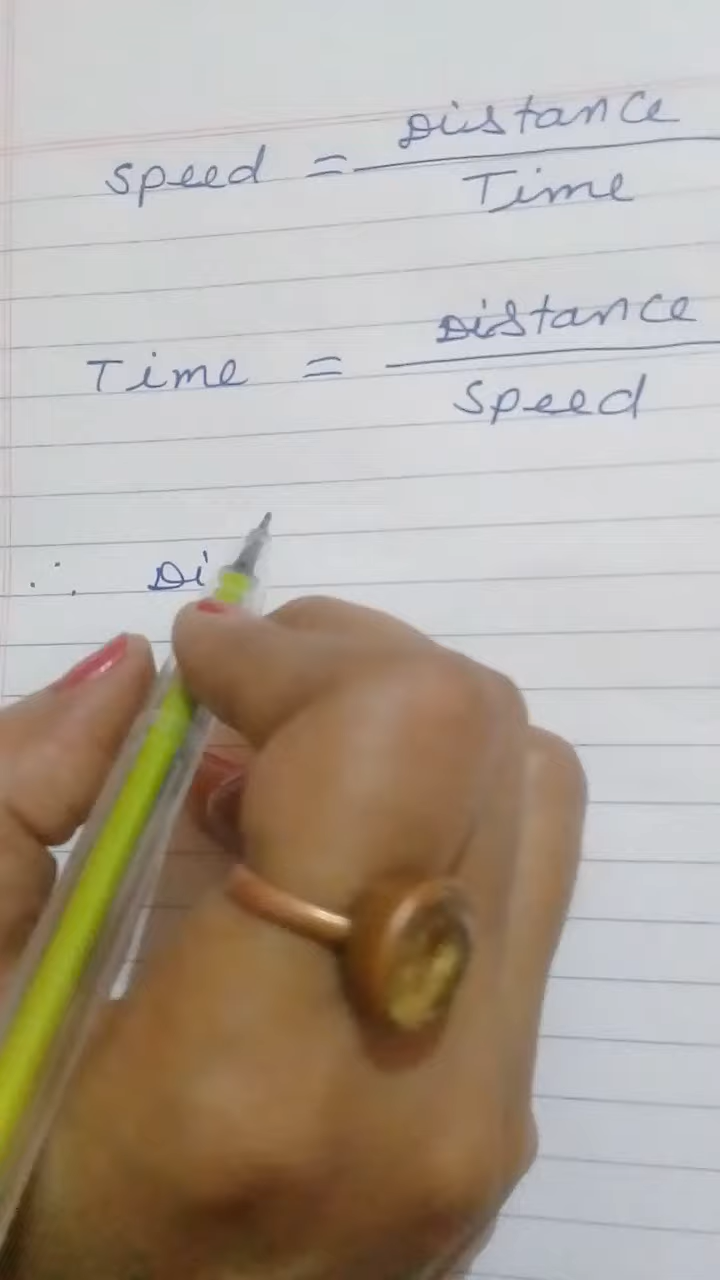 Speed = Distance
Time
Time = Distance
Speed
∴ Di